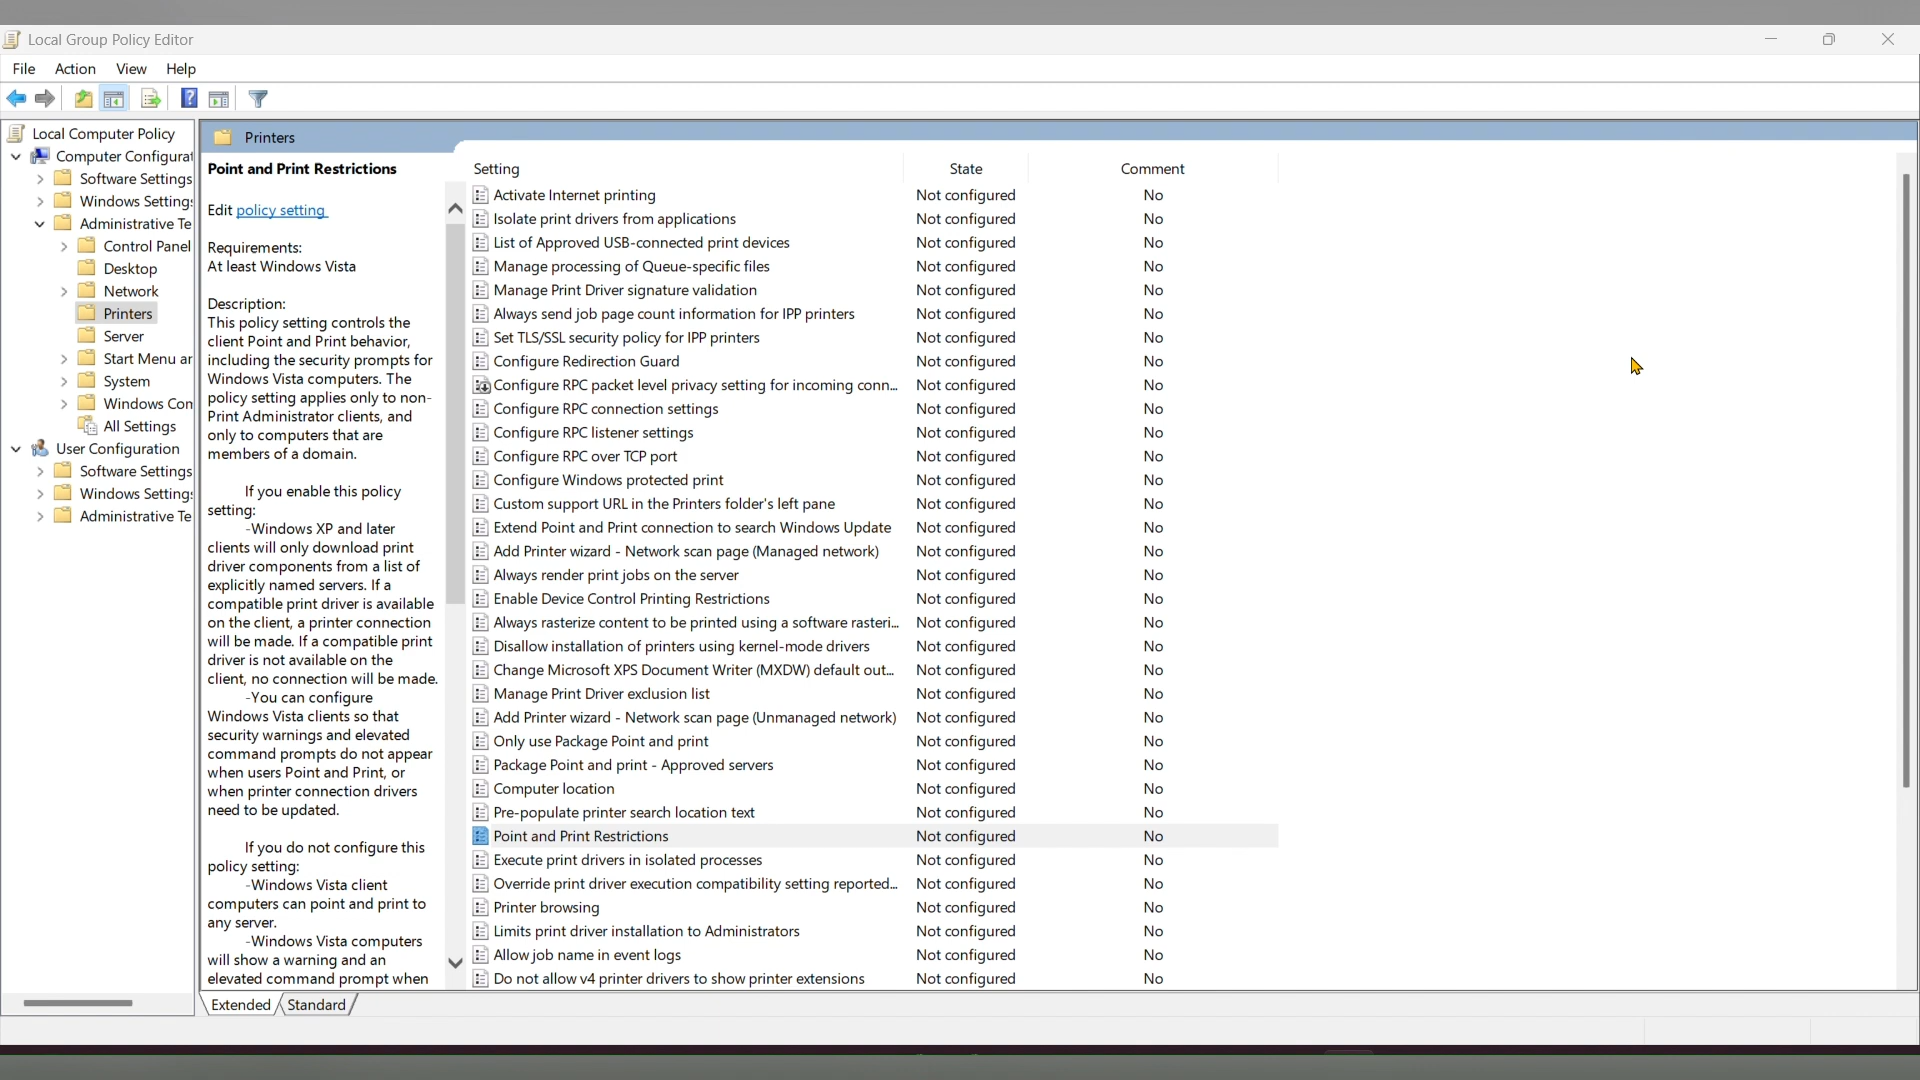 Local Group Policy Editor
File Action View Help
Local Computer Policy
Computer Configurat
Software Settings
Windows Settings
Administrative Te
Control Panel
Desktop
Network
Printers
Server
Start Menu ar
System
Windows Com
All Settings
User Configuration
Software Settings
Windows Settings
Administrative Te
Printers
Point and Print Restrictions
Edit policy setting
Requirements:
At least Windows Vista
Description:
This policy setting controls the
client Point and Print behavior,
including the security prompts for
Windows Vista computers. The
policy setting applies only to non-
Print Administrator clients, and
only to computers that are
members of a domain.
If you enable this policy
setting:
-Windows XP and later
clients will only download print
driver components from a list of
explicitly named servers. If a
compatible print driver is available
on the client, a printer connection
will be made. If a compatible print
driver is not available on the
client, no connection will be made.
-You can configure
Windows Vista clients so that
security warnings and elevated
command prompts do not appear
when users Point and Print, or
when printer connection drivers
need to be updated.
If you do not configure this
policy setting:
-Windows Vista client
computers can point and print to
any server.
-Windows Vista computers
will show a warning and an
elevated command prompt when
Setting State Comment
Activate Internet printing Not configured No
Isolate print drivers from applications Not configured No
List of Approved USB-connected print devices Not configured No
Manage processing of Queue-specific files Not configured No
Manage Print Driver signature validation Not configured No
Always send job page count information for IPP printers Not configured No
Set TLS/SSL security policy for IPP printers Not configured No
Configure Redirection Guard Not configured No
Configure RPC packet level privacy setting for incoming conn... Not configured No
Configure RPC connection settings Not configured No
Configure RPC listener settings Not configured No
Configure RPC over TCP port Not configured No
Configure Windows protected print Not configured No
Custom support URL in the Printers folder's left pane Not configured No
Extend Point and Print connection to search Windows Update Not configured No
Add Printer wizard - Network scan page (Managed network) Not configured No
Always render print jobs on the server Not configured No
Enable Device Control Printing Restrictions Not configured No
Always rasterize content to be printed using a software rasteri... Not configured No
Disallow installation of printers using kernel-mode drivers Not configured No
Change Microsoft XPS Document Writer (MXDW) default out... Not configured No
Manage Print Driver exclusion list Not configured No
Add Printer wizard - Network scan page (Unmanaged network) Not configured No
Only use Package Point and print Not configured No
Package Point and print - Approved servers Not configured No
Computer location Not configured No
Pre-populate printer search location text Not configured No
Point and Print Restrictions Not configured No
Execute print drivers in isolated processes Not configured No
Override print driver execution compatibility setting reported... Not configured No
Printer browsing Not configured No
Limits print driver installation to Administrators Not configured No
Allow job name in event logs Not configured No
Do not allow v4 printer drivers to show printer extensions Not configured No
Extended Standard